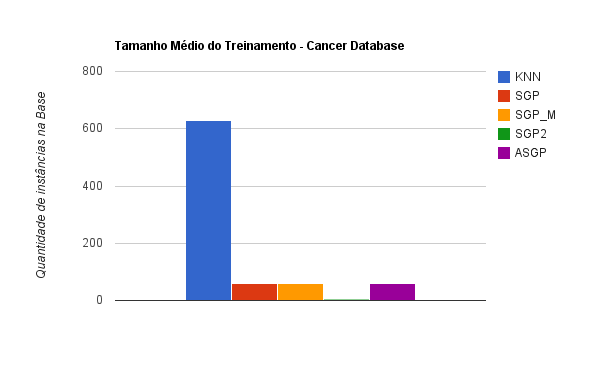 Tamanho Médio do Treinamento - Cancer Database
Quantidade de instâncias na Base
800
600
400
200
0
KNN
SGP
SGP_M
SGP2
ASGP